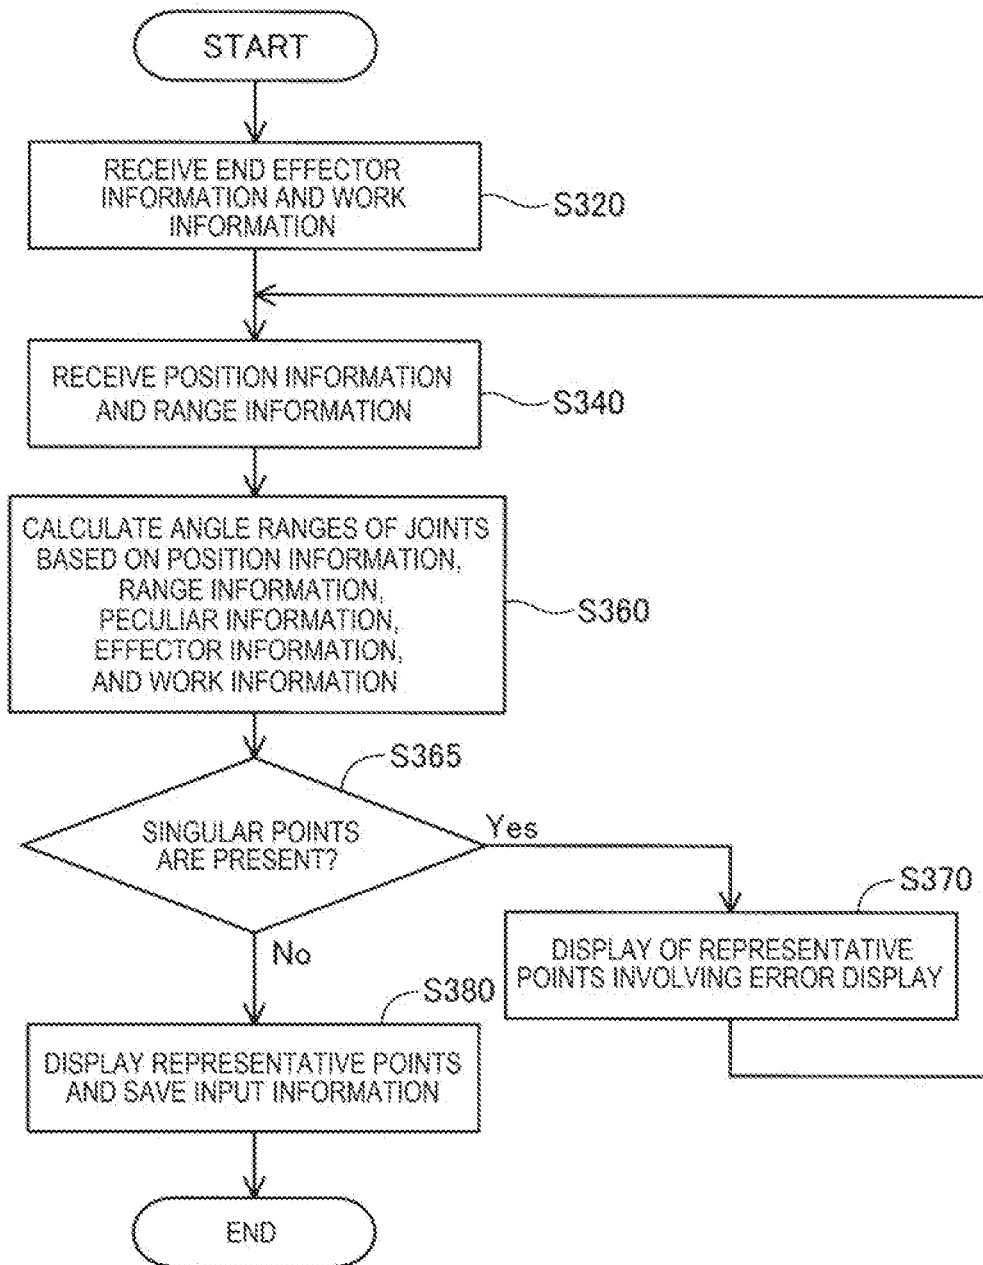 START
RECEIVE END EFFECTOR
INFORMATION AND WORK
INFORMATION
S320
RECEIVE POSITION INFORMATION
AND RANGE INFORMATION
S340
CALCULATE ANGLE RANGES OF JOINTS
BASED ON POSITION INFORMATION,
RANGE INFORMATION,
PECULIAR INFORMATION,
EFFECTOR INFORMATION,
AND WORK INFORMATION
S360
S365
SINGULAR POINTS
ARE PRESENT?
Yes
S370
DISPLAY OF REPRESENTATIVE
POINTS INVOLVING ERROR DISPLAY
No
S380
DISPLAY REPRESENTATIVE POINTS
AND SAVE INPUT INFORMATION
END